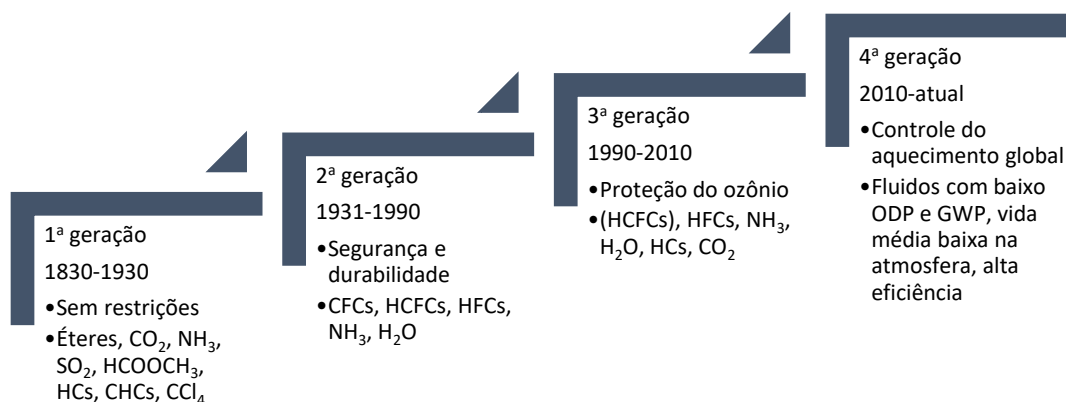 1ª geração
1830-1930
•Sem restrições
•Éteres, CO₂, NH₃,
SO₂, HCOOCH₃,
HCs, CHCs, CCl₄
2ª geração
1931-1990
•Segurança e
durabilidade
•CFCs, HCFCs, HFCs,
NH₃, H₂O
3ª geração
1990-2010
•Proteção do ozônio
•(HCFCs), HFCs, NH₃,
H₂O, HCs, CO₂
4ª geração
2010-atual
•Controle do
aquecimento global
•Fluidos com baixo
ODP e GWP, vida
média baixa na
atmosfera, alta
eficiência